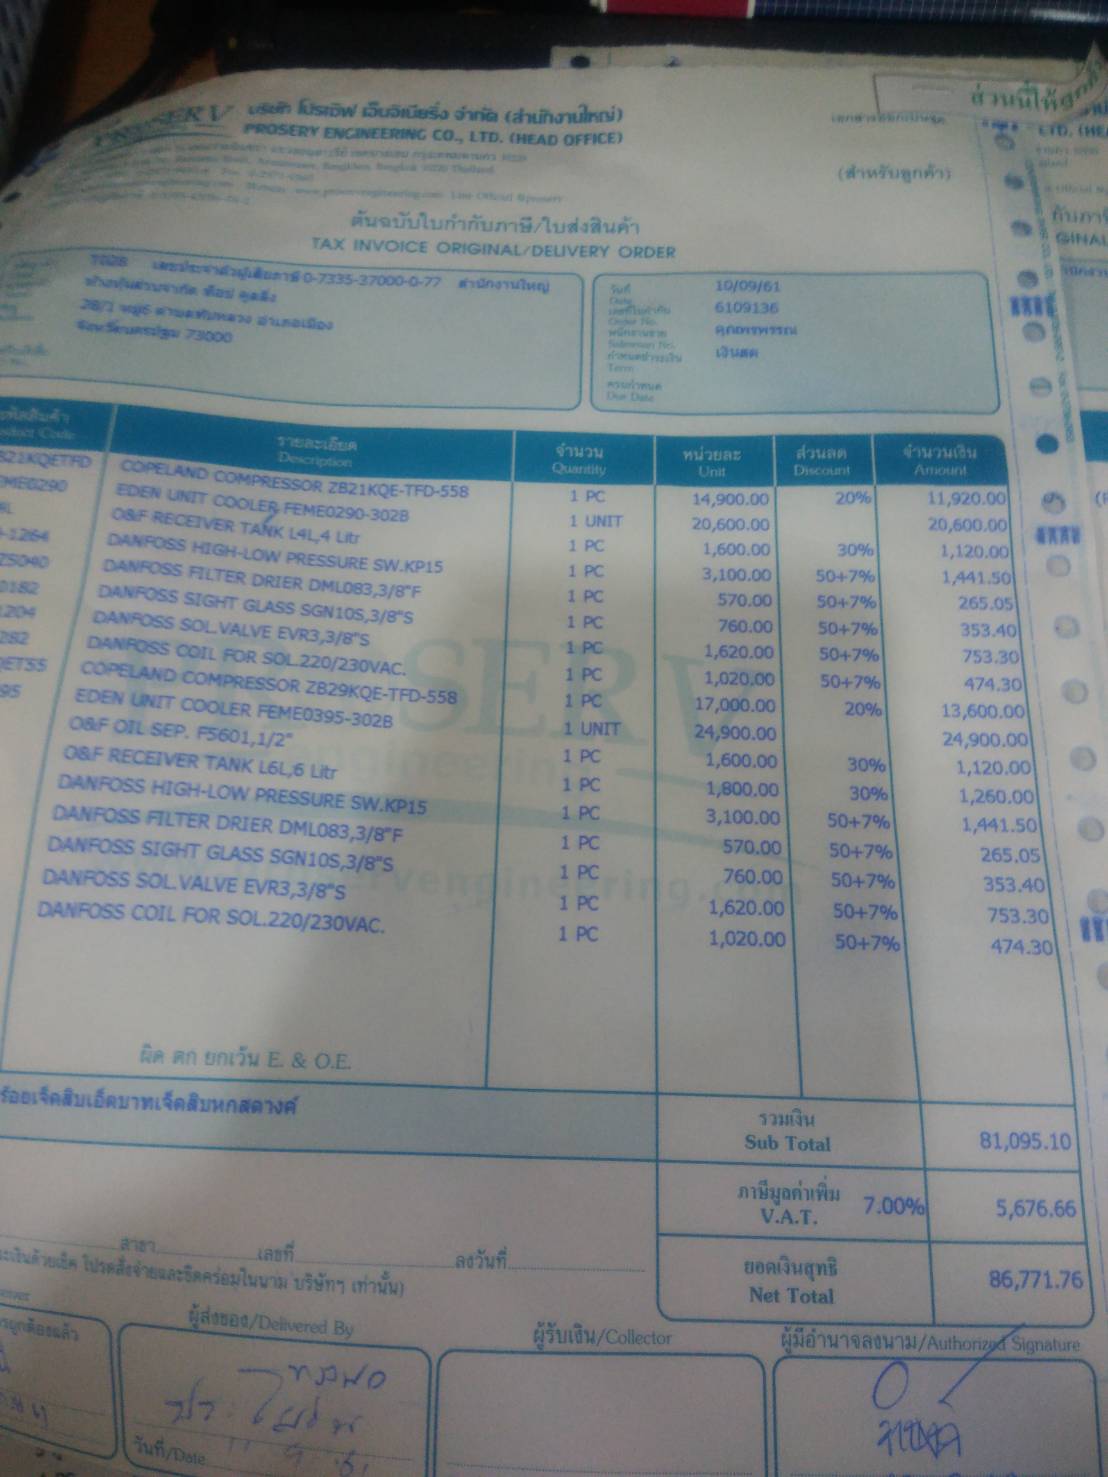 PROSERV บริษัท โปรเซิฟ เอ็นจิเนียริ่ง จำกัด (สำนักงานใหญ่)
PROSERV ENGINEERING CO., LTD. (HEAD OFFICE)
ส่วนนี้ให้ลูกค้า
(สำหรับลูกค้า)
ต้นฉบับใบกำกับภาษี/ใบส่งสินค้า
TAX INVOICE ORIGINAL/DELIVERY ORDER
เลขประจำตัวผู้เสียภาษี 0-7335-37000-0-77 สำนักงานใหญ่
ห้างหุ้นส่วนจำกัด ท็อป คูลลิ่ง
28/1 หมู่6 ตำบลทัพหลวง อำเภอเมือง
จังหวัดนครปฐม 73000
วันที่ 10/09/61
Date
เลขที่ใบกำกับ 6109136
Order No.
พนักงานขาย คุณพรพรรณ
Salesman No.
กำหนดชำระเงิน เงินสด
Term
ครบกำหนด
Due Date
รหัสสินค้า รายละเอียด จำนวน หน่วยละ ส่วนลด จำนวนเงิน
Product Code Description Quantity Unit Discount Amount
B21KQETFD COPELAND COMPRESSOR ZB21KQE-TFD-558 1 PC 14,900.00 20% 11,920.00
EME0290 EDEN UNIT COOLER FEME0290-302B 1 UNIT 20,600.00 20,600.00
O&F RECEIVER TANK L4L,4 Litr 1 PC 1,600.00 30% 1,120.00
-1264 DANFOSS HIGH-LOW PRESSURE SW.KP15 1 PC 3,100.00 50+7% 1,441.50
Z5040 DANFOSS FILTER DRIER DML083,3/8"F 1 PC 570.00 50+7% 265.05
0182 DANFOSS SIGHT GLASS SGN10S,3/8"S 1 PC 760.00 50+7% 353.40
1204 DANFOSS SOL.VALVE EVR3,3/8"S 1 PC 1,620.00 50+7% 753.30
282 DANFOSS COIL FOR SOL.220/230VAC. 1 PC 1,020.00 50+7% 474.30
QET55 COPELAND COMPRESSOR ZB29KQE-TFD-558 1 PC 17,000.00 20% 13,600.00
95 EDEN UNIT COOLER FEME0395-302B 1 UNIT 24,900.00 24,900.00
O&F OIL SEP. F5601,1/2" 1 PC 1,600.00 30% 1,120.00
O&F RECEIVER TANK L6L,6 Litr 1 PC 1,800.00 30% 1,260.00
DANFOSS HIGH-LOW PRESSURE SW.KP15 1 PC 3,100.00 50+7% 1,441.50
DANFOSS FILTER DRIER DML083,3/8"F 1 PC 570.00 50+7% 265.05
DANFOSS SIGHT GLASS SGN10S,3/8"S 1 PC 760.00 50+7% 353.40
DANFOSS SOL.VALVE EVR3,3/8"S 1 PC 1,620.00 50+7% 753.30
DANFOSS COIL FOR SOL.220/230VAC. 1 PC 1,020.00 50+7% 474.30
ผิด ตก ยกเว้น E. & O.E.
ร้อยเจ็ดสิบเอ็ดบาทเจ็ดสิบหกสตางค์
รวมเงิน
Sub Total 81,095.10
ภาษีมูลค่าเพิ่ม 7.00% 5,676.66
V.A.T.
ยอดเงินสุทธิ 86,771.76
Net Total
สาขา เลขที่ ลงวันที่
เงินด้วยเช็ค โปรดสั่งจ่ายและขีดคร่อมในนาม บริษัทฯ เท่านั้น)
ผู้ส่งของ/Delivered By
ผู้รับเงิน/Collector
ผู้มีอำนาจลงนาม/Authorized Signature
วันที่/Date